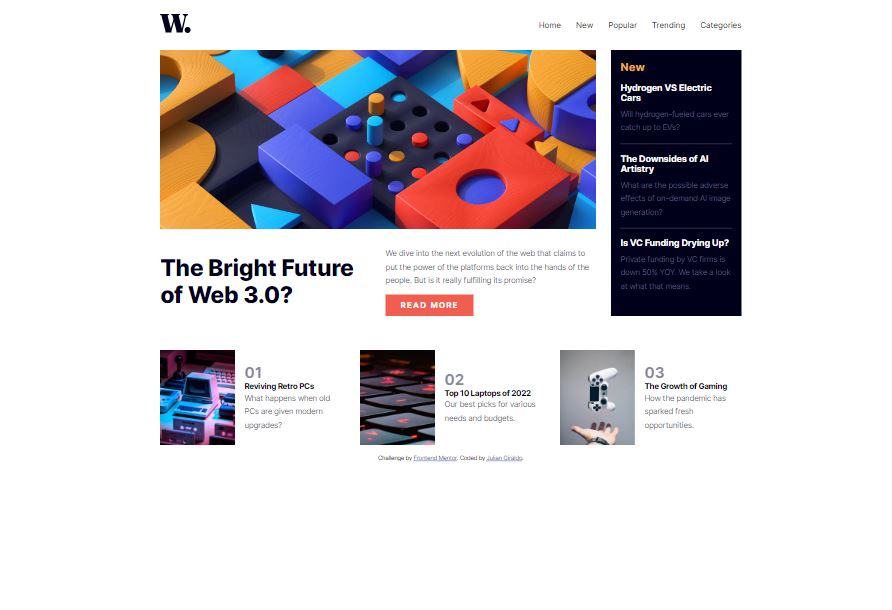 W.
Home New Popular Trending Categories
New
Hydrogen VS Electric
Cars
Will hydrogen-fueled cars ever
catch up to EVs?
The Downsides of AI
Artistry
What are the possible adverse
effects of on-demand AI image
generation?
Is VC Funding Drying Up?
Private funding by VC firms is
down 50% YOY. We take a look
at what that means.
The Bright Future
of Web 3.0?
We dive into the next evolution of the web that claims to
put the power of the platforms back into the hands of the
people. But is it really fulfilling its promise?
READ MORE
01
Reviving Retro PCs
What happens when old
PCs are given modern
upgrades?
02
Top 10 Laptops of 2022
Our best picks for various
needs and budgets.
03
The Growth of Gaming
How the pandemic has
sparked fresh
opportunities.
Challenge by Frontend Mentor. Coded by Julian Giraldo.